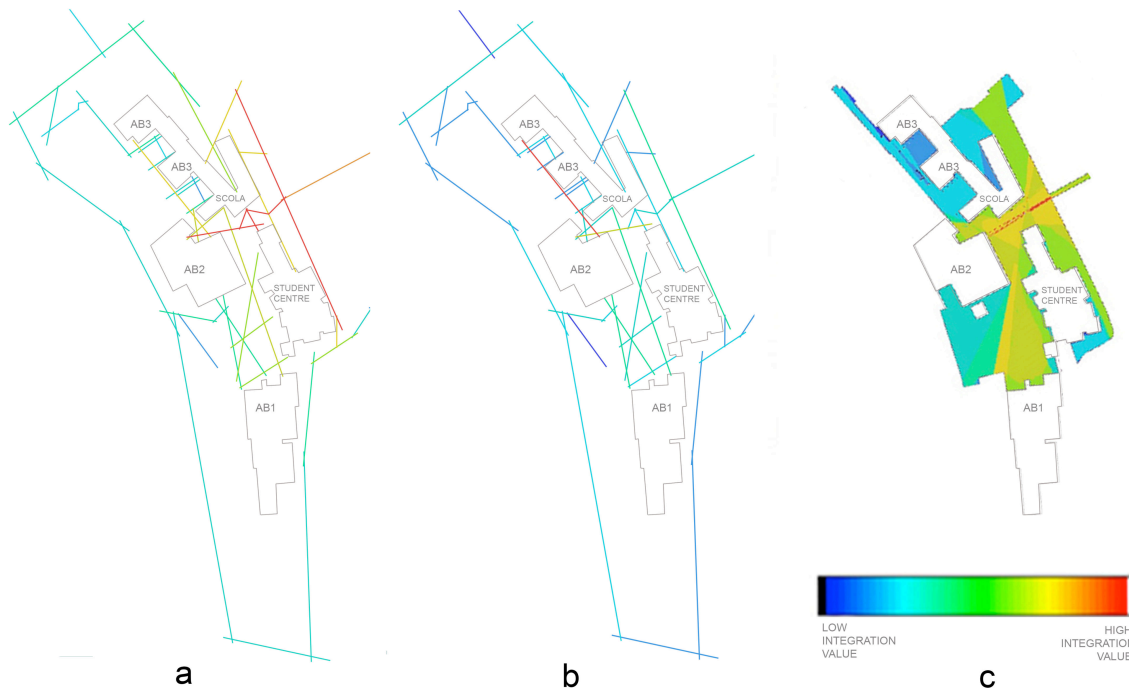 AB3
AB3
SCOLA
AB2
STUDENT
CENTRE
AB1
a
AB3
AB3
SCOLA
AB2
STUDENT
CENTRE
AB1
b
AB3
AB3
SCOLA
AB2
STUDENT
CENTRE
AB1
LOW
INTEGRATION
VALUE
HIGH
INTEGRATION
VALUE
c